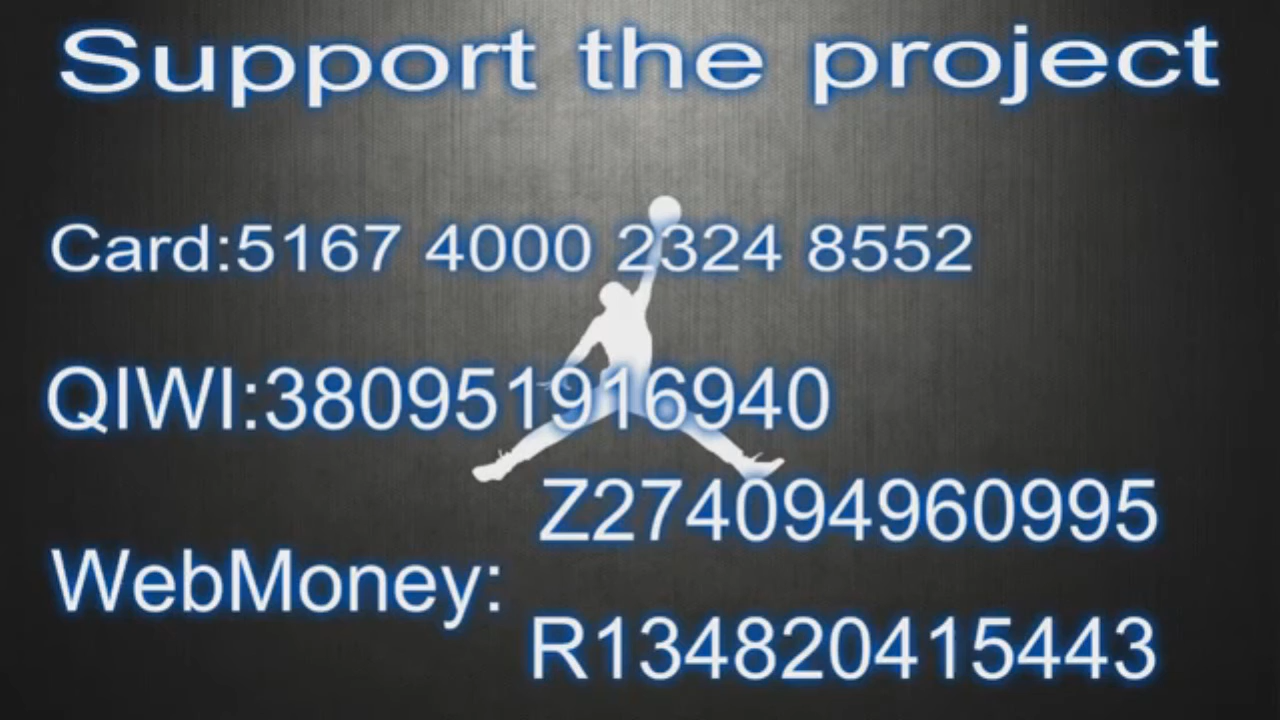 Support the project
Card:5167 4000 2324 8552
QIWI:380951916940
Z274094960995
WebMoney:
R134820415443